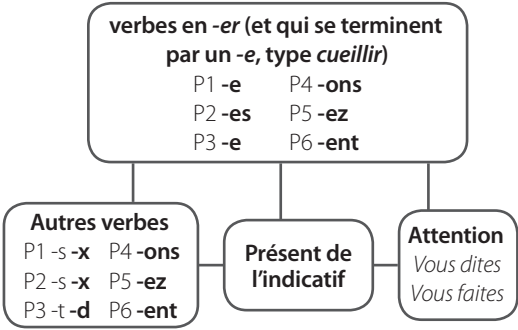 verbes en -er (et qui se terminent
par un -e, type cueillir)
P1 -e P4 -ons
P2 -es P5 -ez
P3 -e P6 -ent
Autres verbes
P1 -s -x P4 -ons
P2 -s -x P5 -ez
P3 -t -d P6 -ent
Présent de
l'indicatif
Attention
Vous dites
Vous faites